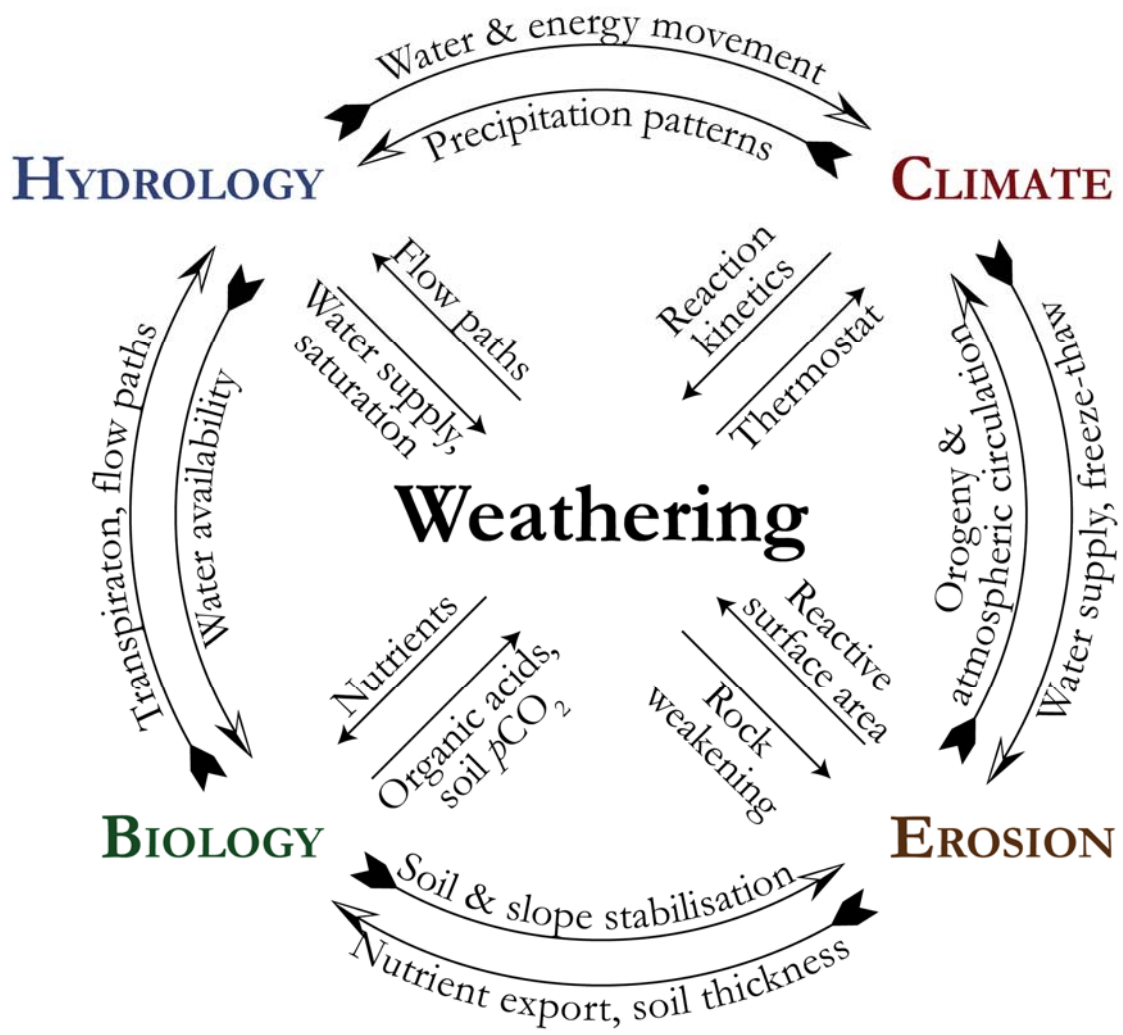 Water & energy movement
Precipitation patterns
HYDROLOGY
CLIMATE
Flow paths
Water supply,
saturation
Reaction
kinetics
Thermostat
Transpiraton, flow paths
Water availability
Orogeny &
atmospheric circulation
Water supply, freeze-thaw
Weathering
Nutrients
Organic acids,
soil pCO₂
Reactive
surface area
Rock
weakening
BIOLOGY
EROSION
Soil & slope stabilisation
Nutrient export, soil thickness